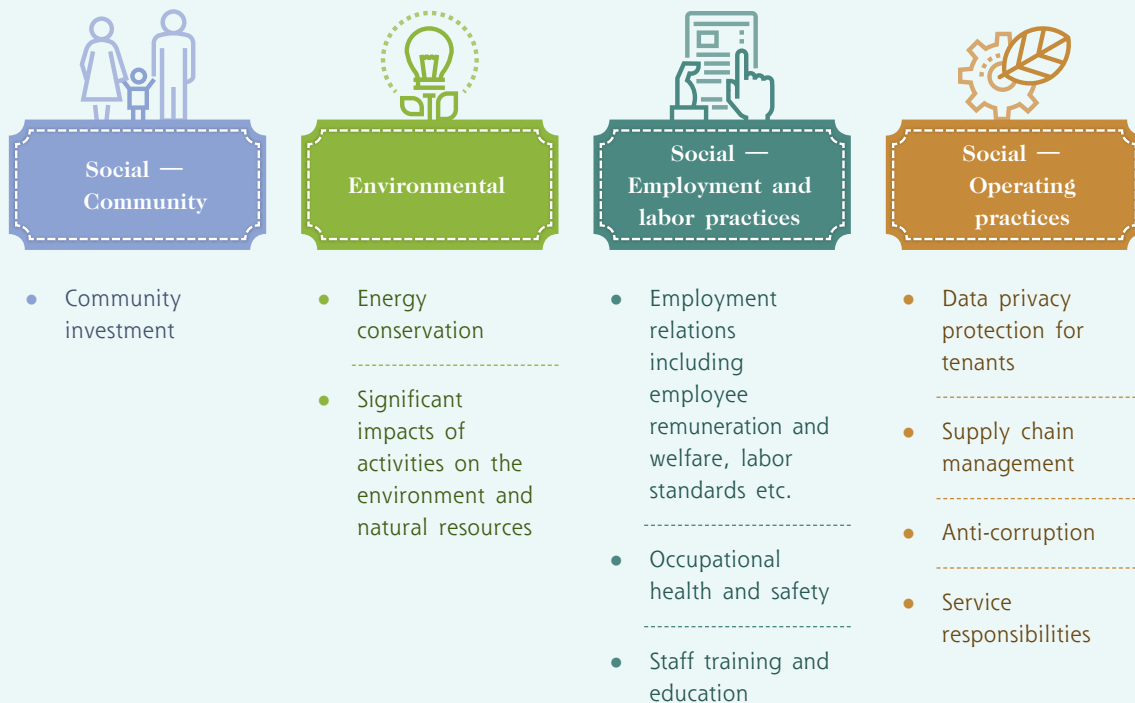 Social —
Community
Community
investment
Environmental
Energy
conservation
Significant
impacts of
activities on the
environment and
natural resources
Social —
Employment and
labor practices
Employment
relations
including
employee
remuneration and
welfare, labor
standards etc.
Occupational
health and safety
Staff training and
education
Social —
Operating
practices
Data privacy
protection for
tenants
Supply chain
management
Anti-corruption
Service
responsibilities